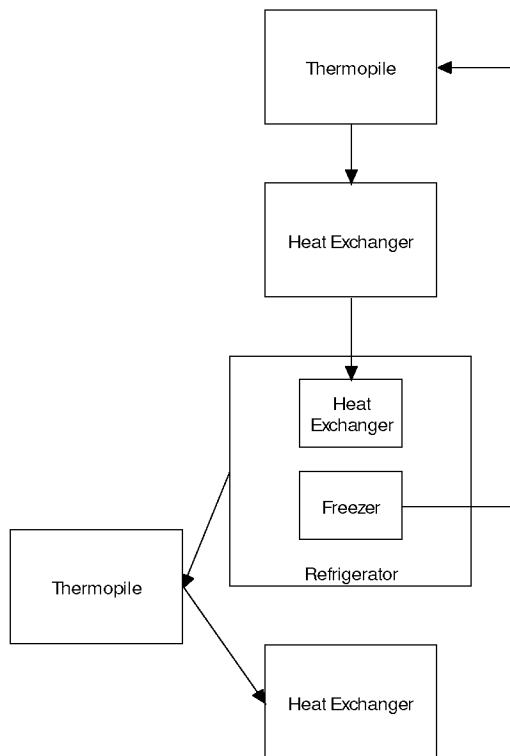 Thermopile
Heat Exchanger
Heat
Exchanger
Freezer
Refrigerator
Thermopile
Heat Exchanger